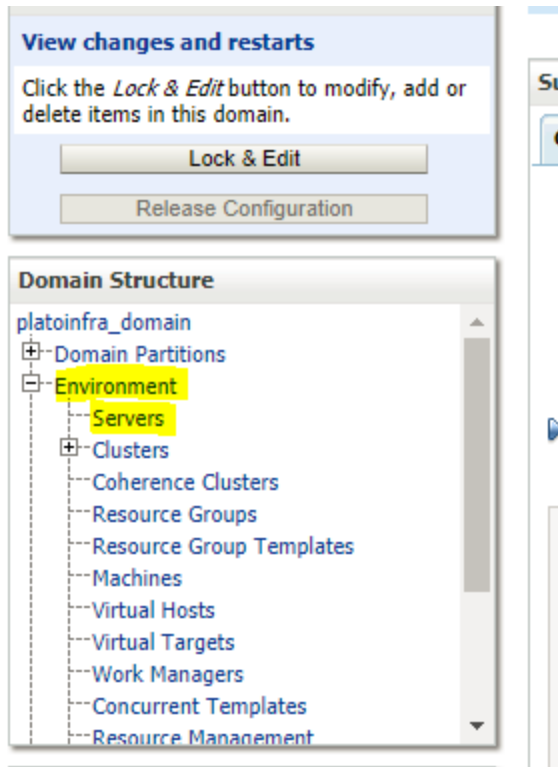 View changes and restarts
Click the Lock & Edit button to modify, add or
delete items in this domain.
Lock & Edit
Release Configuration
Domain Structure
platoinfra_domain
Domain Partitions
Environment
Servers
Clusters
Coherence Clusters
Resource Groups
Resource Group Templates
Machines
Virtual Hosts
Virtual Targets
Work Managers
Concurrent Templates
Resource Management